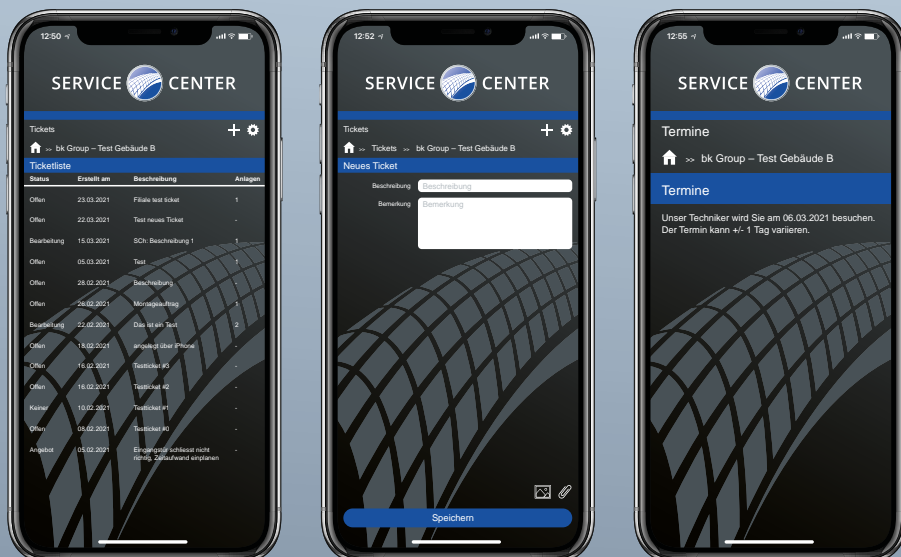 12:50
SERVICE CENTER
Tickets
>> bk Group – Test Gebäude B
Ticketliste
Status Erstellt am Beschreibung Anlagen
Offen 23.03.2021 Filiale test ticket 1
Offen 22.03.2021 Test neues Ticket -
Bearbeitung 15.03.2021 SCh: Beschreibung 1 1
Offen 05.03.2021 Test 1
Offen 28.02.2021 Beschreibung -
Offen 26.02.2021 Montageauftrag 1
Bearbeitung 22.02.2021 Das ist ein Test 2
Offen 18.02.2021 angelegt über iPhone -
Offen 16.02.2021 Testticket #3 -
Offen 16.02.2021 Testticket #2 -
Keiner 10.02.2021 Testticket #1 -
Offen 08.02.2021 Testticket #0 -
Angebot 05.02.2021 Eingangstür schliesst nicht -
richtig, Zeitaufwand einplanen
12:52
SERVICE CENTER
Tickets
>> Tickets >> bk Group – Test Gebäude B
Neues Ticket
Beschreibung Beschreibung
Bemerkung Bemerkung
Speichern
12:55
SERVICE CENTER
Termine
>> bk Group – Test Gebäude B
Termine
Unser Techniker wird Sie am 06.03.2021 besuchen.
Der Termin kann +/- 1 Tag variieren.